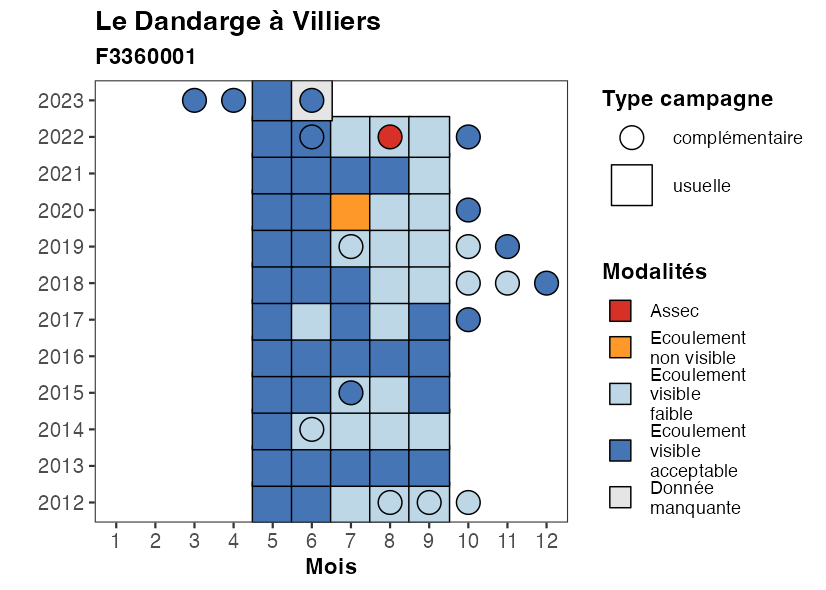 Le Dandarge à Villiers
F3360001
2023
2022
2021
2020
2019
2018
2017
2016
2015
2014
2013
2012
1 2 3 4 5 6 7 8 9 10 11 12
Mois
Type campagne
complémentaire
usuelle
Modalités
Assec
Ecoulement
non visible
Ecoulement
visible
faible
Ecoulement
visible
acceptable
Donnée
manquante